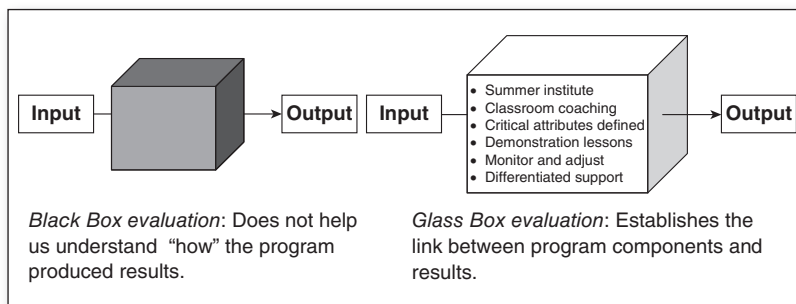 Input
Output
Input
• Summer institute
• Classroom coaching
• Critical attributes defined
• Demonstration lessons
• Monitor and adjust
• Differentiated support
Output
Black Box evaluation: Does not help
us understand “how” the program
produced results.
Glass Box evaluation: Establishes the
link between program components and
results.